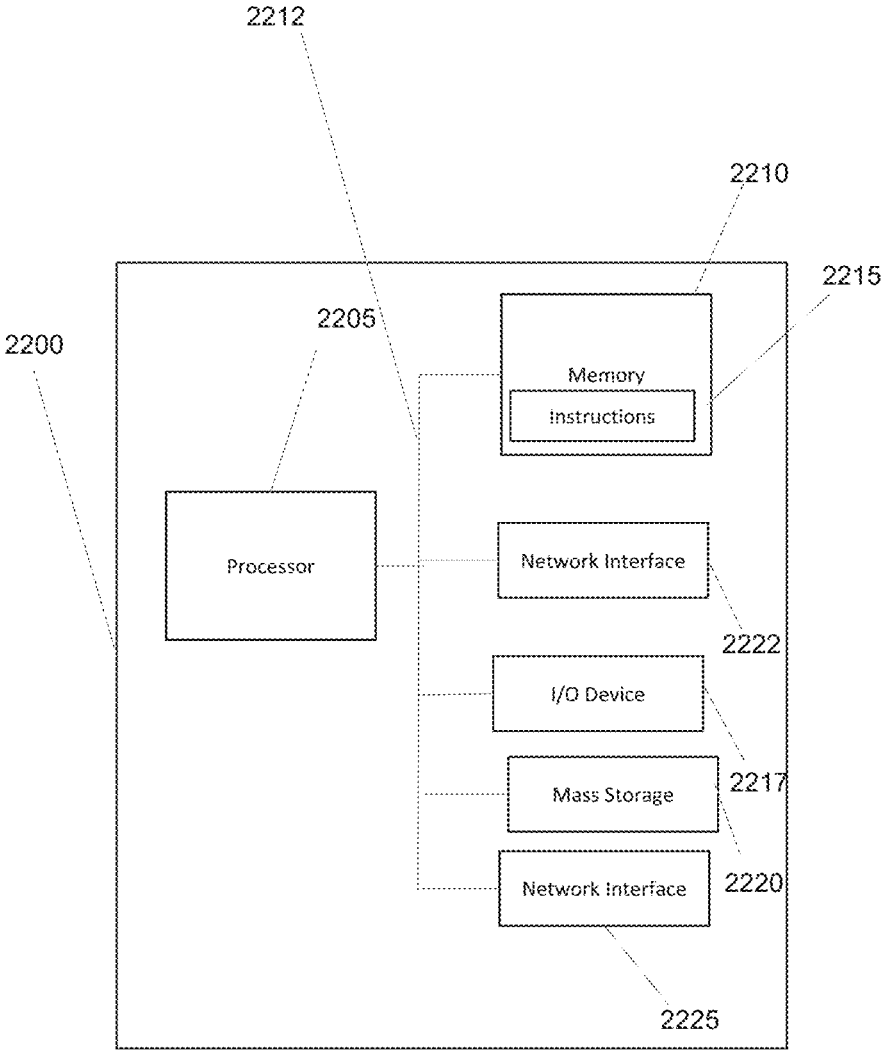 2212
2210
2215
2205
2200
Memory
Instructions
Processor
Network Interface
2222
I/O Device
2217
Mass Storage
2220
Network Interface
2225